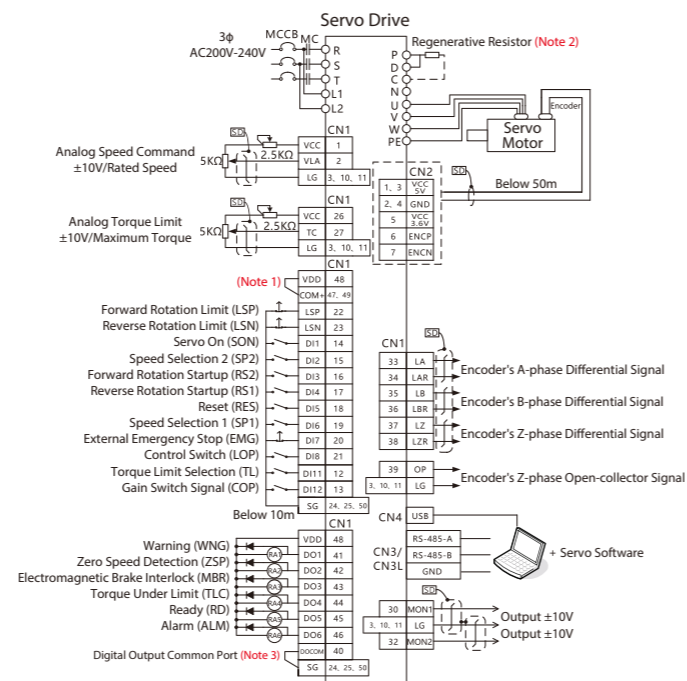 Servo Drive
3ϕ
AC200V-240V
MCCB
MC
R
S
T
L1
L2
P
D
C
N
U
V
W
PE
Regenerative Resistor (Note 2)
Encoder
Servo
Motor
Below 50m
SD
CN2
1, 3 VCC 5V
2, 4 GND
5 VCC 3.6V
6 ENCP
7 ENCN
CN1
SD
2.5KΩ
5KΩ
Analog Speed Command
±10V/Rated Speed
VCC 1
VLA 2
LG 3, 10, 11
CN1
SD
2.5KΩ
5KΩ
Analog Torque Limit
±10V/Maximum Torque
VCC 26
TC 27
LG 3, 10, 11
CN1
(Note 1) VDD 48
COM+ 47, 49
Forward Rotation Limit (LSP) LSP 22
Reverse Rotation Limit (LSN) LSN 23
Servo On (SON) DI1 14
Speed Selection 2 (SP2) DI2 15
Forward Rotation Startup (RS2) DI3 16
Reverse Rotation Startup (RS1) DI4 17
Reset (RES) DI5 18
Speed Selection 1 (SP1) DI6 19
External Emergency Stop (EMG) DI7 20
Control Switch (LOP) DI8 21
Torque Limit Selection (TL) DI11 12
Gain Switch Signal (COP) DI12 13
SG 24, 25, 50
Below 10m
CN1
VDD 48
Warning (WNG) RA1 DO1 41
Zero Speed Detection (ZSP) RA2 DO2 42
Electromagnetic Brake Interlock (MBR) RA3 DO3 43
Torque Under Limit (TLC) RA4 DO4 44
Ready (RD) RA5 DO5 45
Alarm (ALM) RA6 DO6 46
Digital Output Common Port (Note 3) DOCOM 40
SG 24, 25, 50
SD
CN1
33 LA
34 LAR
Encoder's A-phase Differential Signal
35 LB
36 LBR
Encoder's B-phase Differential Signal
37 LZ
38 LZR
Encoder's Z-phase Differential Signal
39 OP
3, 10, 11 LG
Encoder's Z-phase Open-collector Signal
CN4 USB
CN3/
CN3L
RS-485-A
RS-485-B
GND
+ Servo Software
SD
30 MON1
3, 10, 11 LG
32 MON2
Output ±10V
Output ±10V